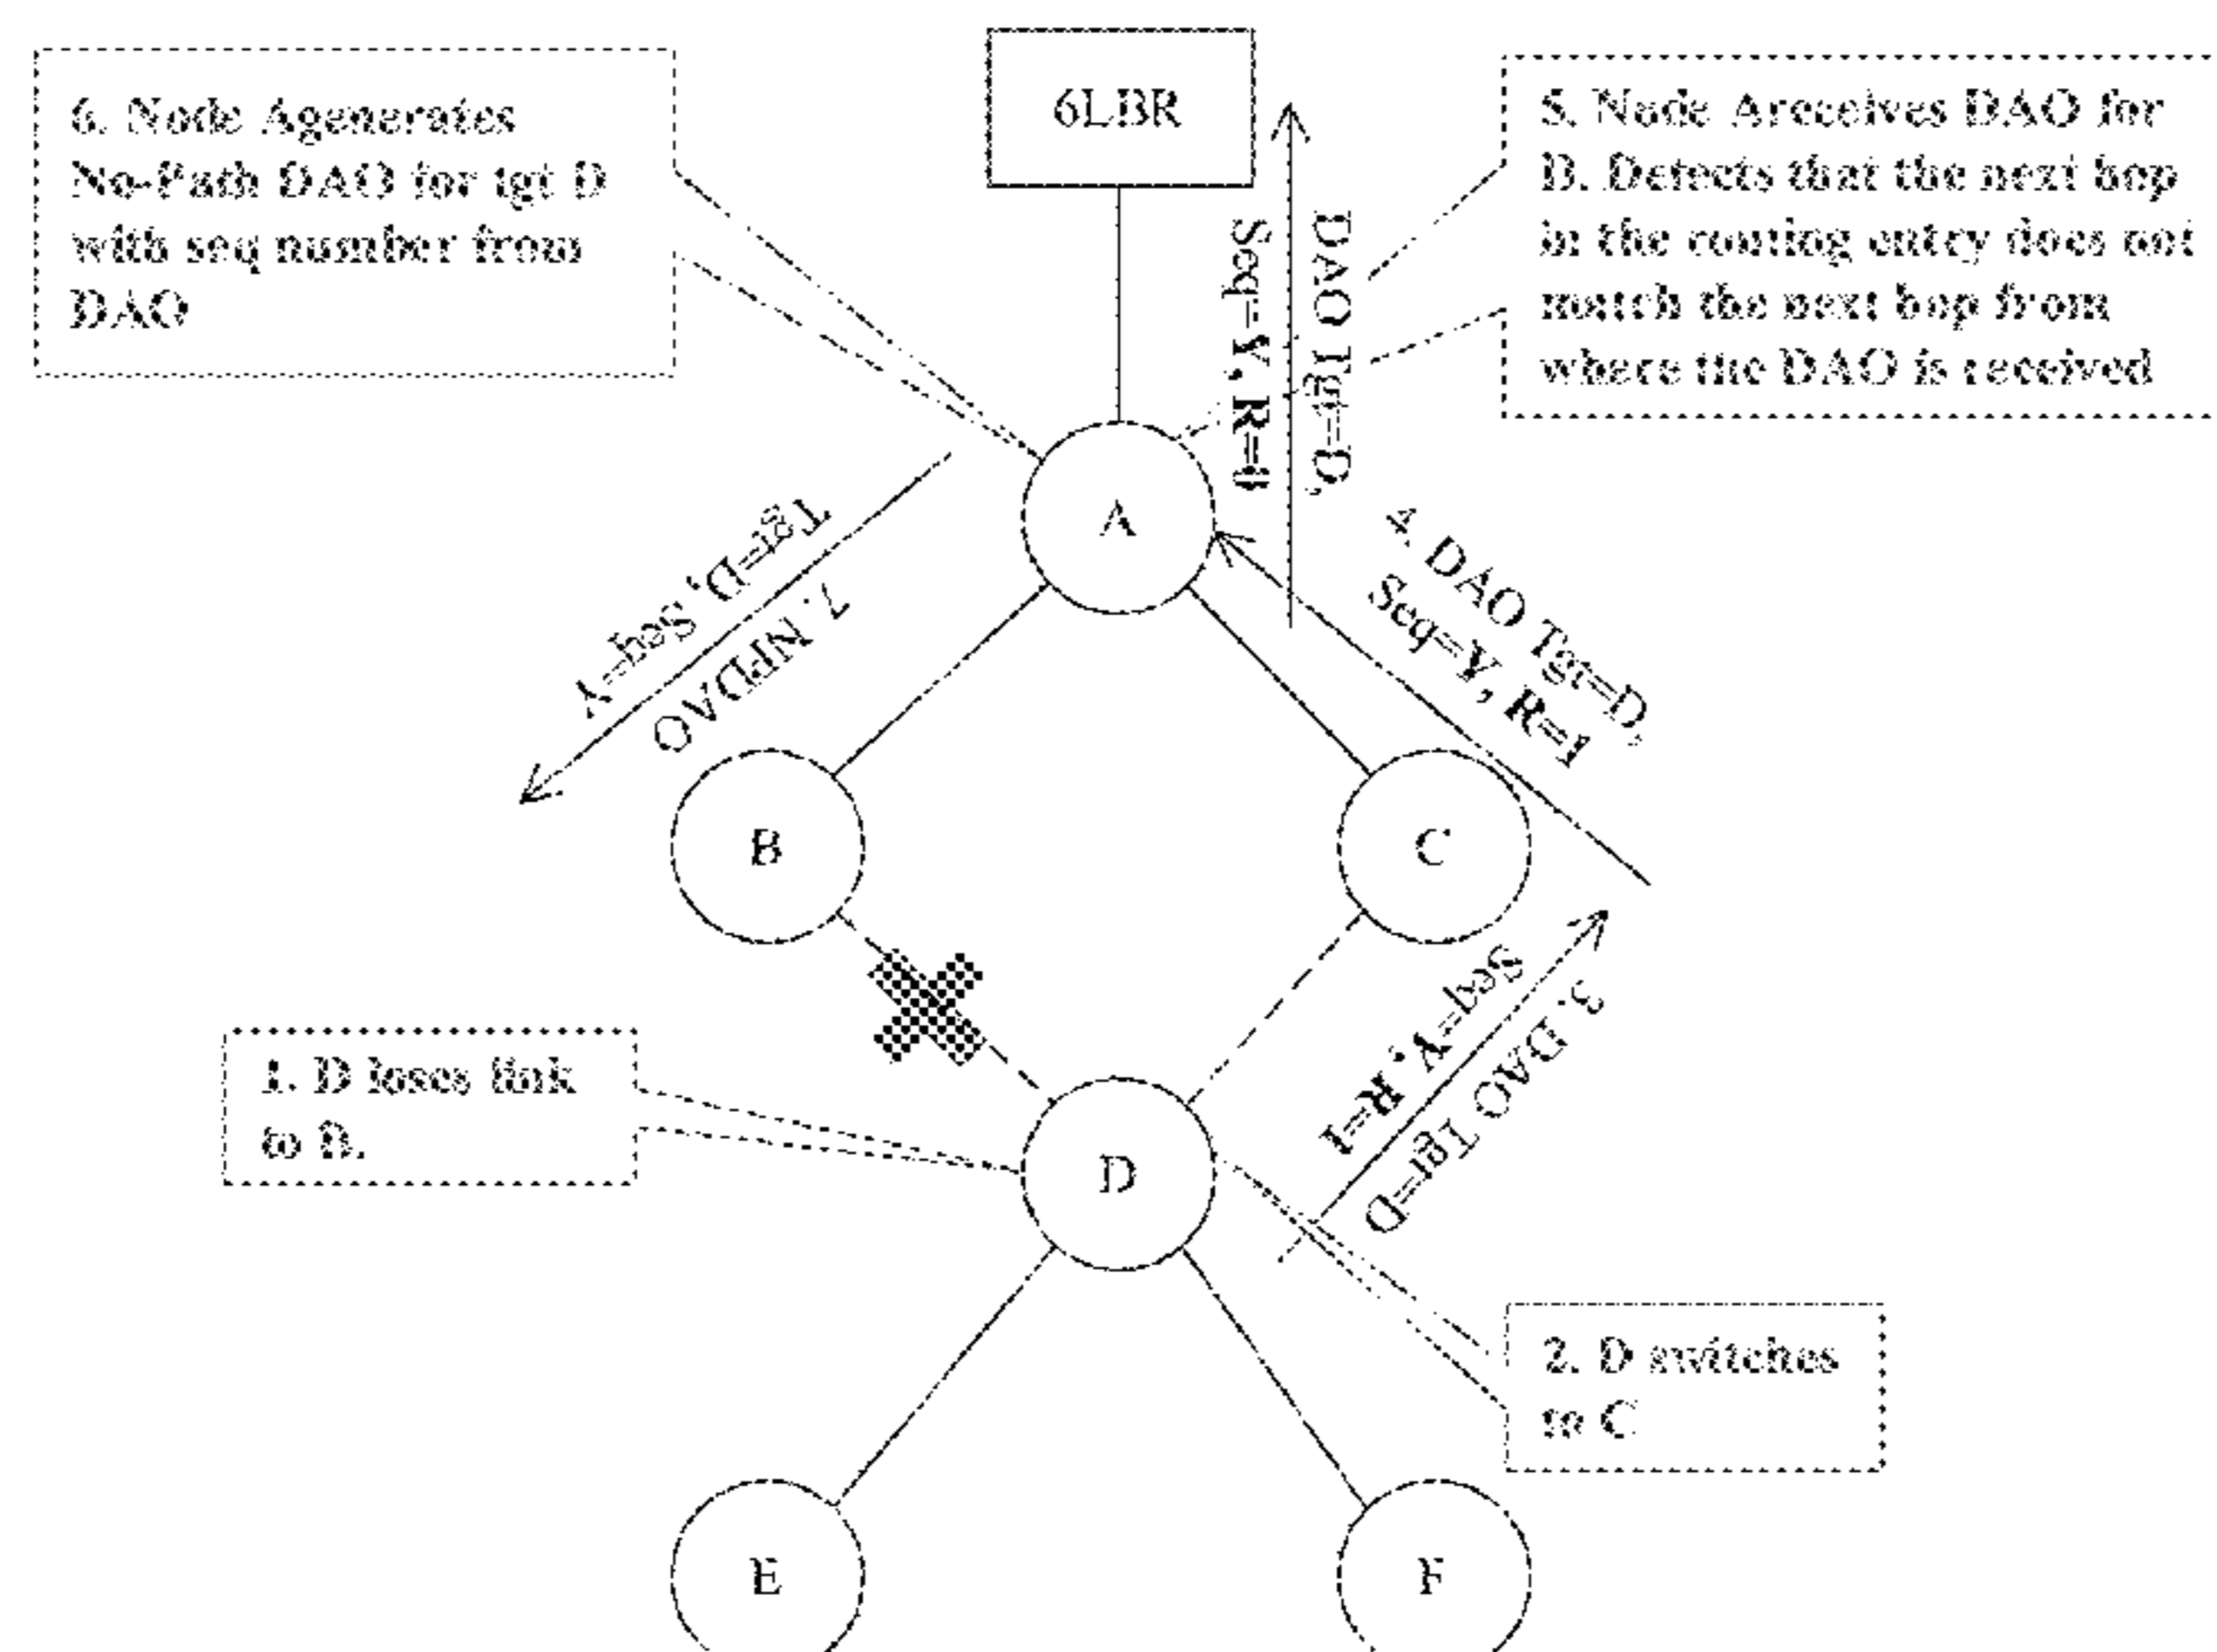 6LBR
6. Node Agenerates
No-Path DAO for tgt D
with seq number from
DAO
5. Node Areceives DAO for
D. Detects that the next hop
in the routing entry does not
match the next hop from
where the DAO is received
DAO Tgt=D,
Seq=Y, R=0
A
4. DAO Tgt=D,
Seq=Y, R=1
7. NPDAO
Tgt=D, Seq=Y
B
C
3. DAO Tgt=D
Seq=Y, R=1
1. D loses link
to B.
D
2. D switches
to C
E
F